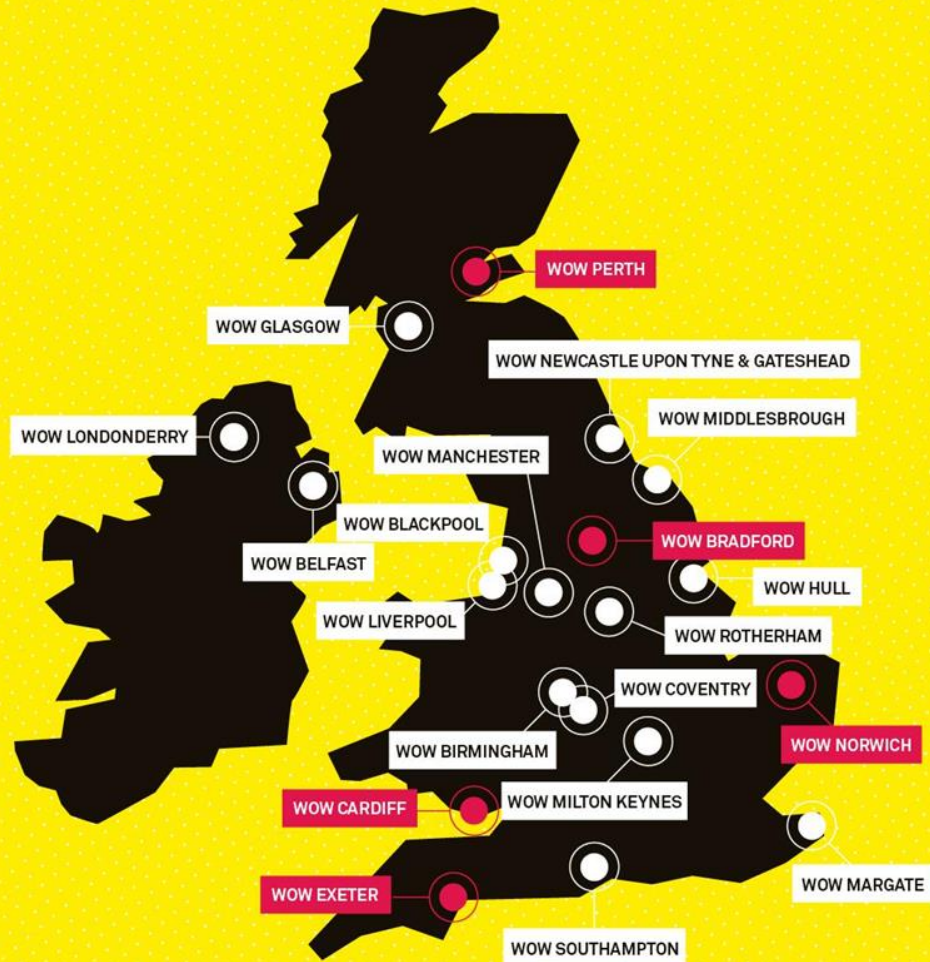 WOW PERTH
WOW GLASGOW
WOW NEWCASTLE UPON TYNE & GATESHEAD
WOW MIDDLESBROUGH
WOW LONDONDERRY
WOW MANCHESTER
WOW BLACKPOOL
WOW BRADFORD
WOW BELFAST
WOW HULL
WOW LIVERPOOL
WOW ROTHERHAM
WOW COVENTRY
WOW BIRMINGHAM
WOW NORWICH
WOW MILTON KEYNES
WOW CARDIFF
WOW MARGATE
WOW EXETER
WOW SOUTHAMPTON